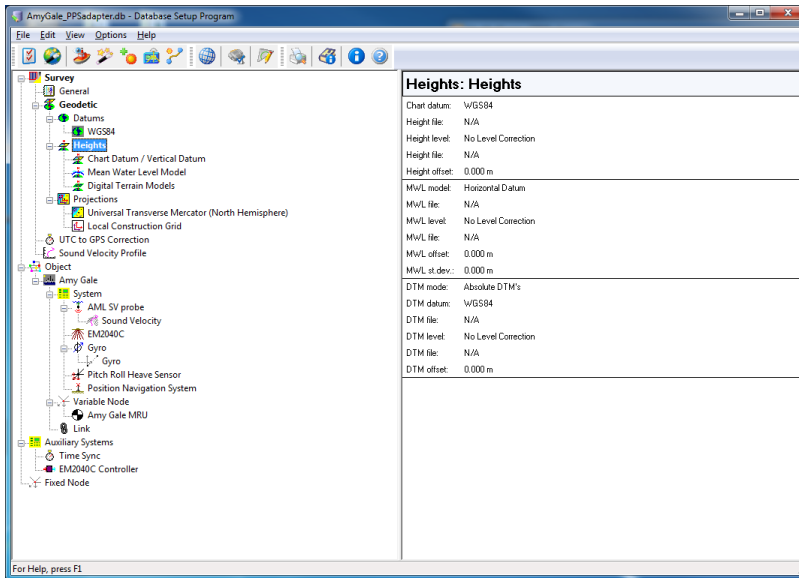 AmyGale_PPSadapter.db - Database Setup Program
File Edit View Options Help
Survey
General
Geodetic
Datums
WGS84
Heights
Chart Datum / Vertical Datum
Mean Water Level Model
Digital Terrain Models
Projections
Universal Transverse Mercator (North Hemisphere)
Local Construction Grid
UTC to GPS Correction
Sound Velocity Profile
Object
Amy Gale
System
AML SV probe
Sound Velocity
EM2040C
Gyro
Gyro
Pitch Roll Heave Sensor
Position Navigation System
Variable Node
Amy Gale MRU
Link
Auxiliary Systems
Time Sync
EM2040C Controller
Fixed Node
Heights: Heights
Chart datum: WGS84
Height file: N/A
Height level: No Level Correction
Height file: N/A
Height offset: 0.000 m
MWL model: Horizontal Datum
MWL file: N/A
MWL level: No Level Correction
MWL file: N/A
MWL offset: 0.000 m
MWL st.dev.: 0.000 m
DTM mode: Absolute DTM's
DTM datum: WGS84
DTM file: N/A
DTM level: No Level Correction
DTM file: N/A
DTM offset: 0.000 m
For Help, press F1